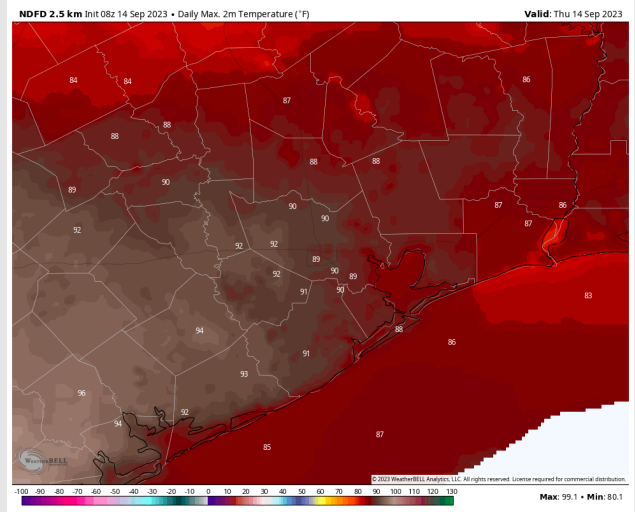 NDFD 2.5 km Init 08z 14 Sep 2023 • Daily Max. 2m Temperature (°F)
Valid: Thu 14 Sep 2023
84 84 86
87
88 88
88 88
89 90
90 87 86
92 90 87
92 92
89
92 90 89
91 90
83
94 88
86
91
93
96
92
94
87
85
WEATHERBELL
© 2023 WeatherBELL Analytics, LLC. All rights reserved. License required for commercial distribution.
-100 -90 -80 -70 -60 -50 -40 -30 -20 -10 0 10 20 30 40 50 60 70 80 90 100 110 120 130
Max: 99.1 • Min: 80.1